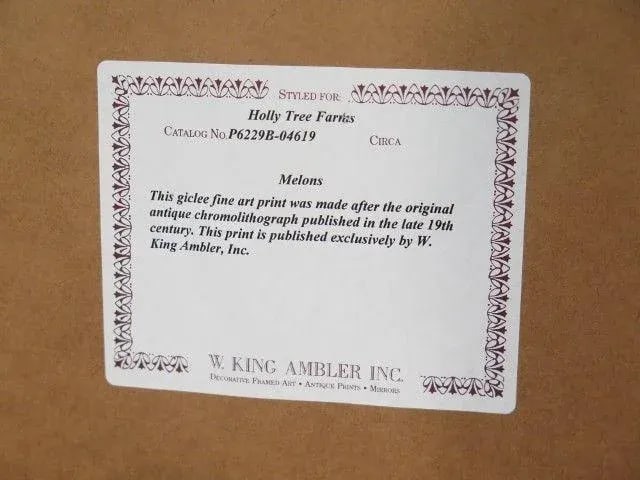 STYLED FOR:
Holly Tree Farms
CATALOG NO. P6229B-04619 CIRCA
Melons
This giclee fine art print was made after the original
antique chromolithograph published in the late 19th
century. This print is published exclusively by W.
King Ambler, Inc.
W. KING AMBLER INC.
DECORATIVE FRAMED ART • ANTIQUE PRINTS • MIRRORS